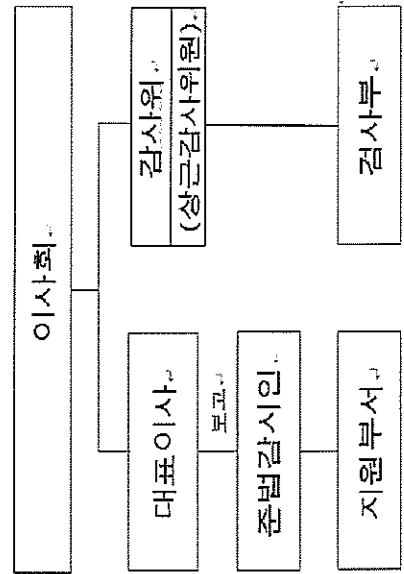 이사회
대표이사
감사위
(상근감사위원)
보고
준법감시인
지원부서
검사부